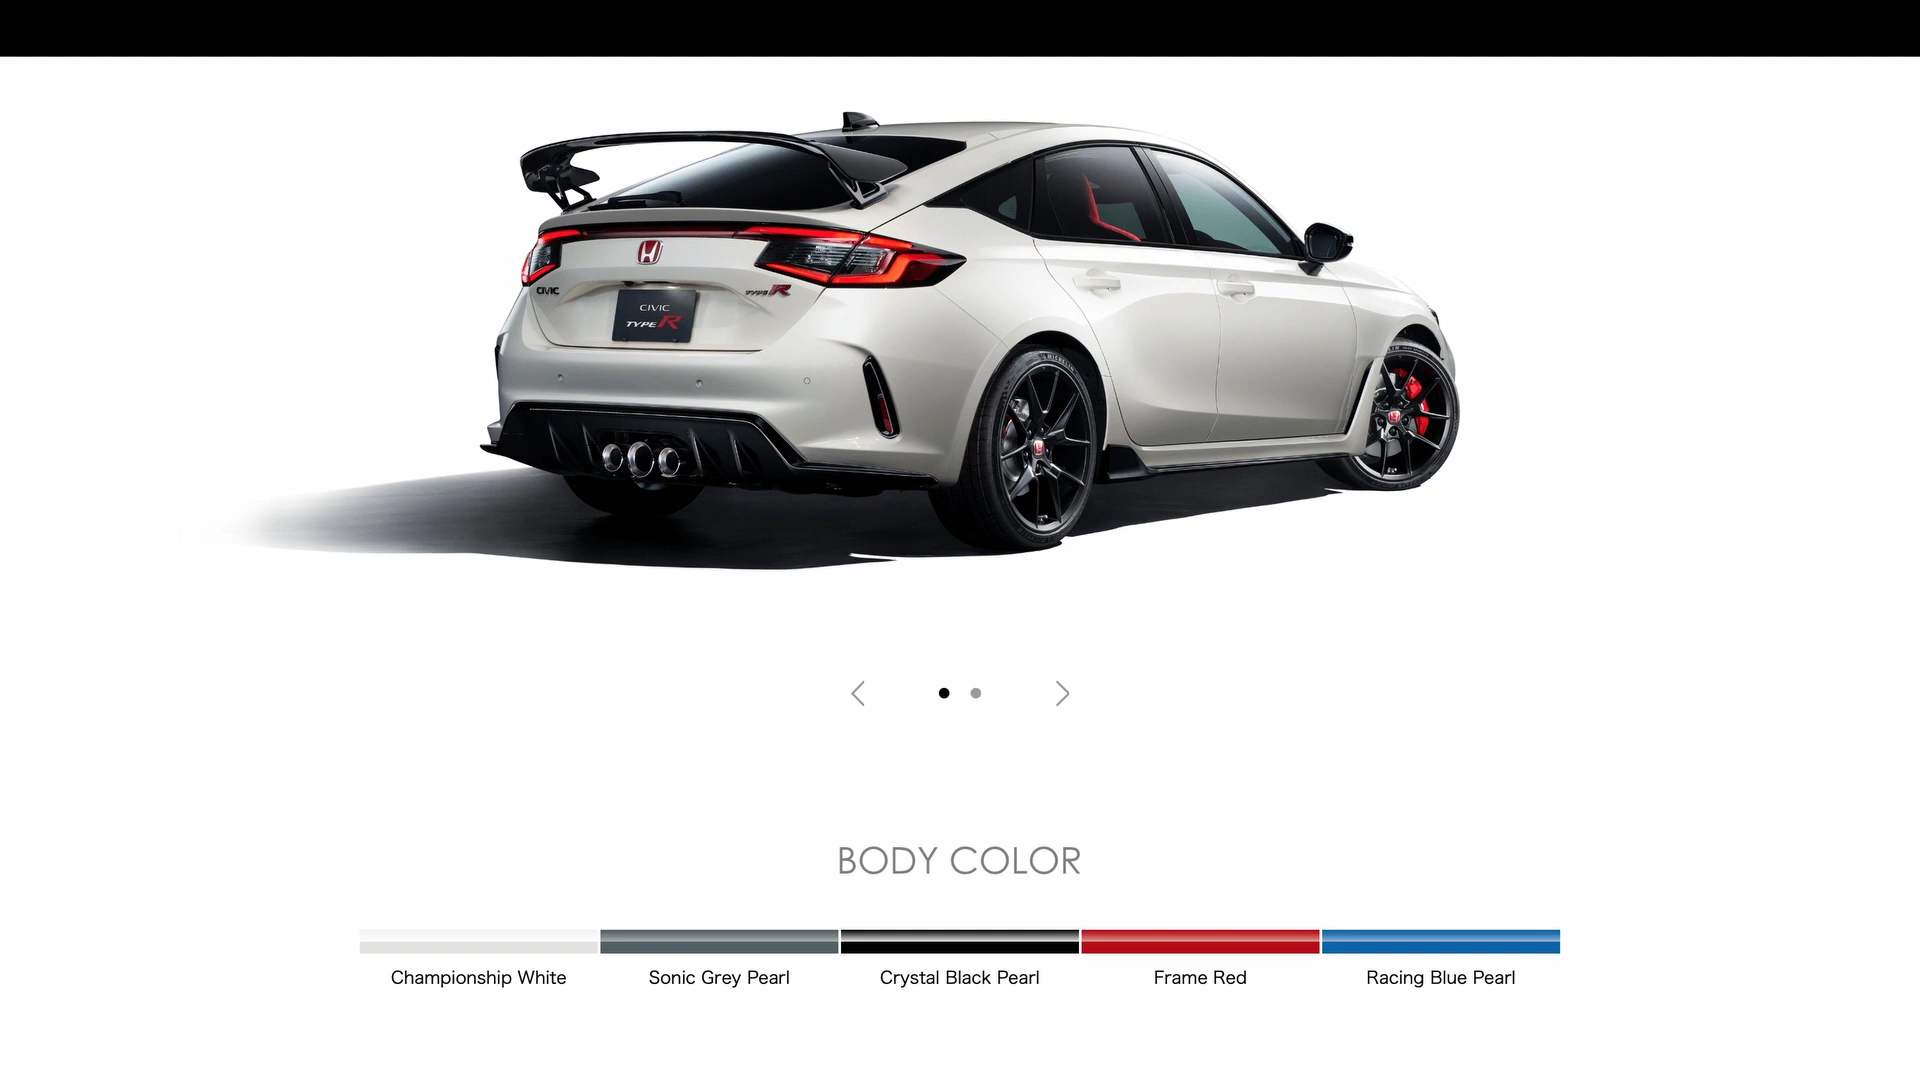 CIVIC
TYPE R
CIVIC
TYPE R
BODY COLOR
Championship White
Sonic Grey Pearl
Crystal Black Pearl
Frame Red
Racing Blue Pearl